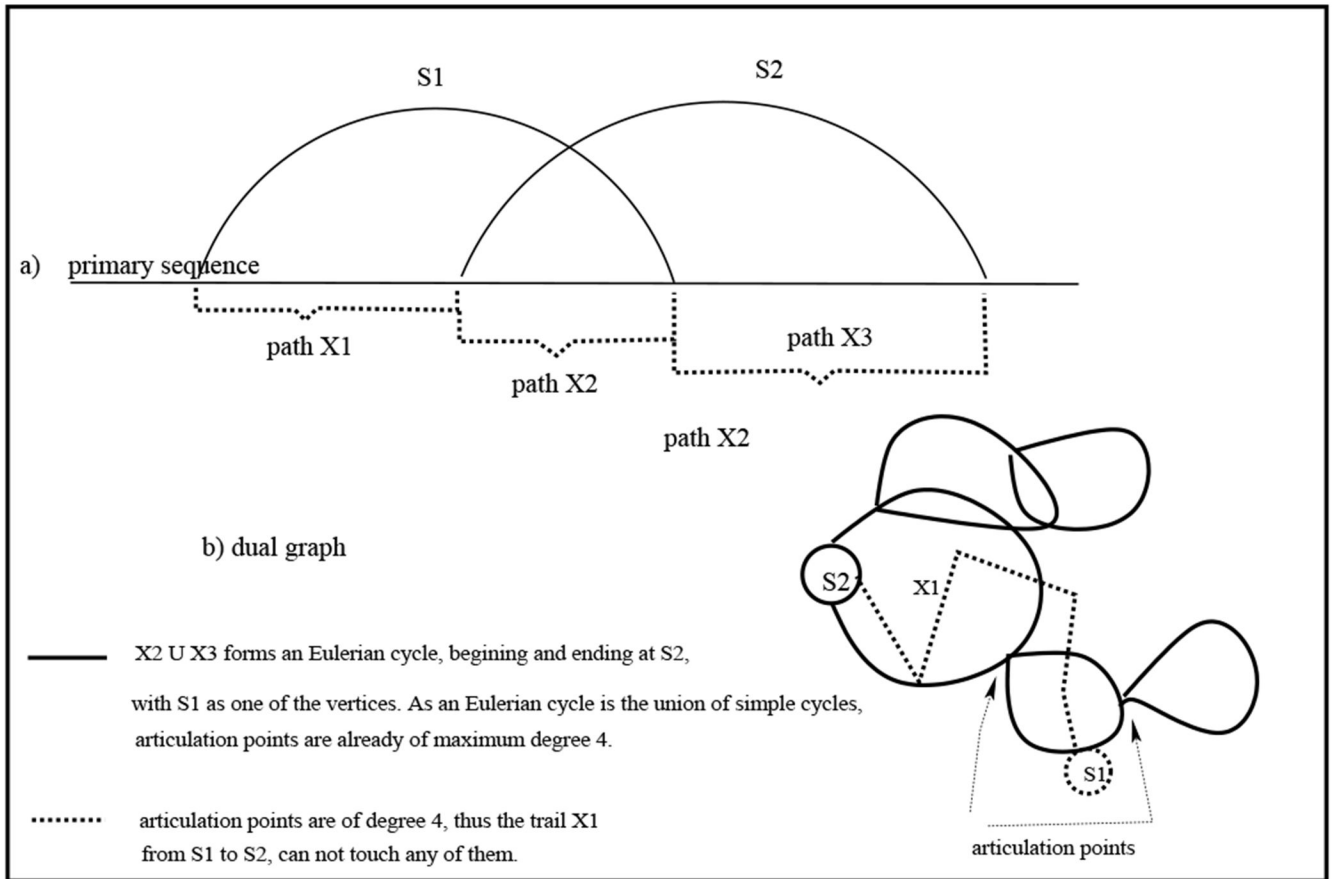 S1
S2
a) primary sequence
path X1
path X2
path X3
path X2
b) dual graph
S2
X1
S1
X2 U X3 forms an Eulerian cycle, begining and ending at S2,
with S1 as one of the vertices. As an Eulerian cycle is the union of simple cycles,
articulation points are already of maximum degree 4.
articulation points are of degree 4, thus the trail X1
from S1 to S2, can not touch any of them.
articulation points